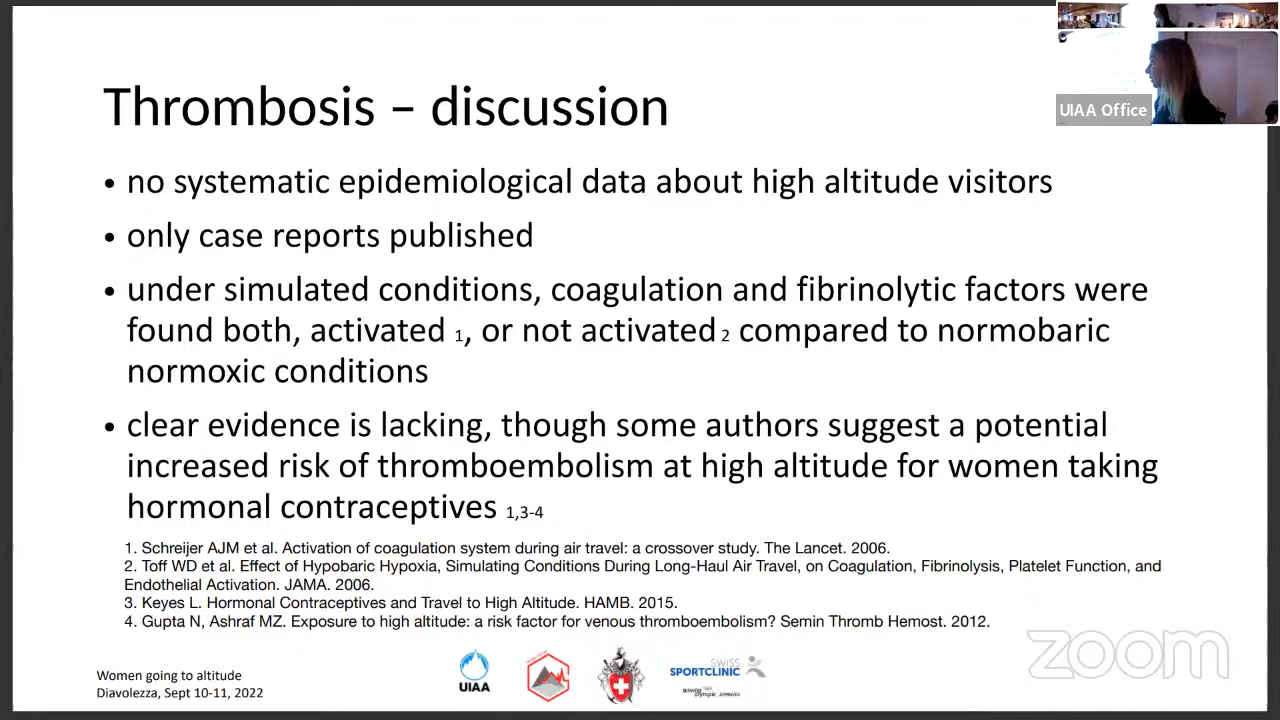 UIAA Office
Thrombosis – discussion
• no systematic epidemiological data about high altitude visitors
• only case reports published
• under simulated conditions, coagulation and fibrinolytic factors were
found both, activated 1, or not activated 2 compared to normobaric
normoxic conditions
• clear evidence is lacking, though some authors suggest a potential
increased risk of thromboembolism at high altitude for women taking
hormonal contraceptives 1,3-4
1. Schreijer AJM et al. Activation of coagulation system during air travel: a crossover study. The Lancet. 2006.
2. Toff WD et al. Effect of Hypobaric Hypoxia, Simulating Conditions During Long-Haul Air Travel, on Coagulation, Fibrinolysis, Platelet Function, and
Endothelial Activation. JAMA. 2006.
3. Keyes L. Hormonal Contraceptives and Travel to High Altitude. HAMB. 2015.
4. Gupta N, Ashraf MZ. Exposure to high altitude: a risk factor for venous thromboembolism? Semin Thromb Hemost. 2012.
zoom
Women going to altitude
Diavolezza, Sept 10-11, 2022
UIAA
SWISS
SPORTCLINIC